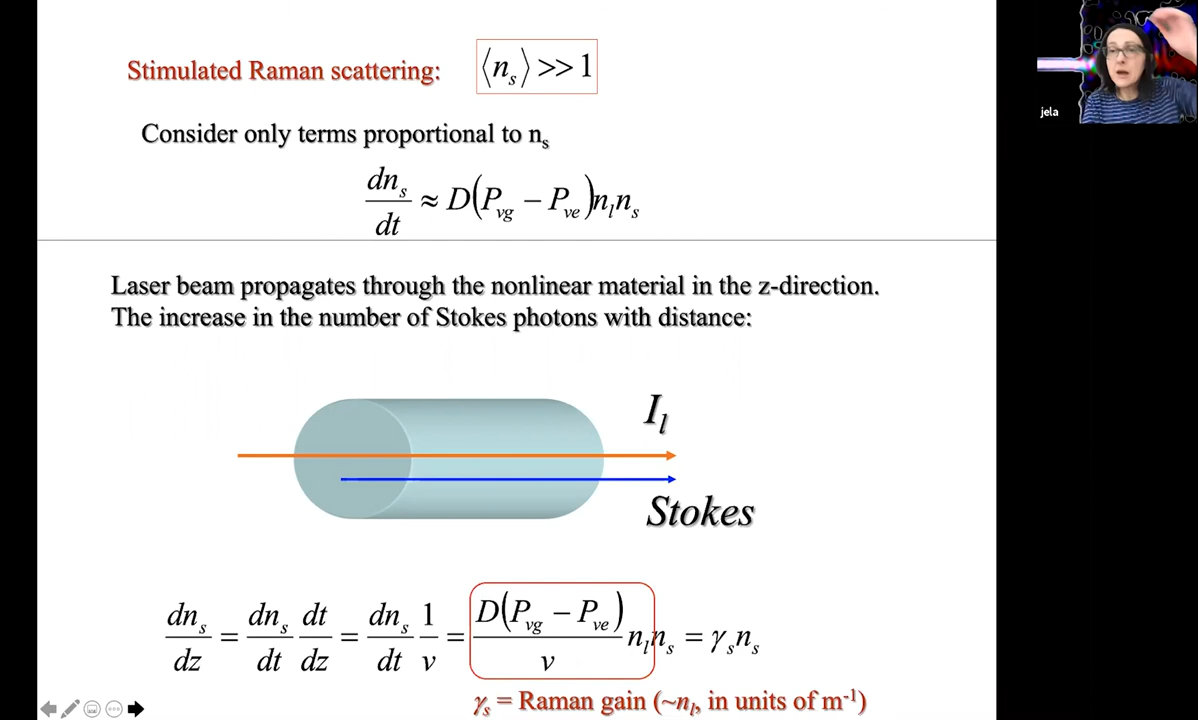 Stimulated Raman scattering: ⟨n_s⟩ >> 1
jela
Consider only terms proportional to n_s
dn_s/dt ≈ D(P_vg − P_ve)n_l n_s
Laser beam propagates through the nonlinear material in the z-direction.
The increase in the number of Stokes photons with distance:
I_l
Stokes
dn_s/dz = dn_s/dt dt/dz = dn_s/dt 1/v = D(P_vg − P_ve)/v n_l n_s = γ_s n_s
γ_s = Raman gain (~n_l, in units of m⁻¹)